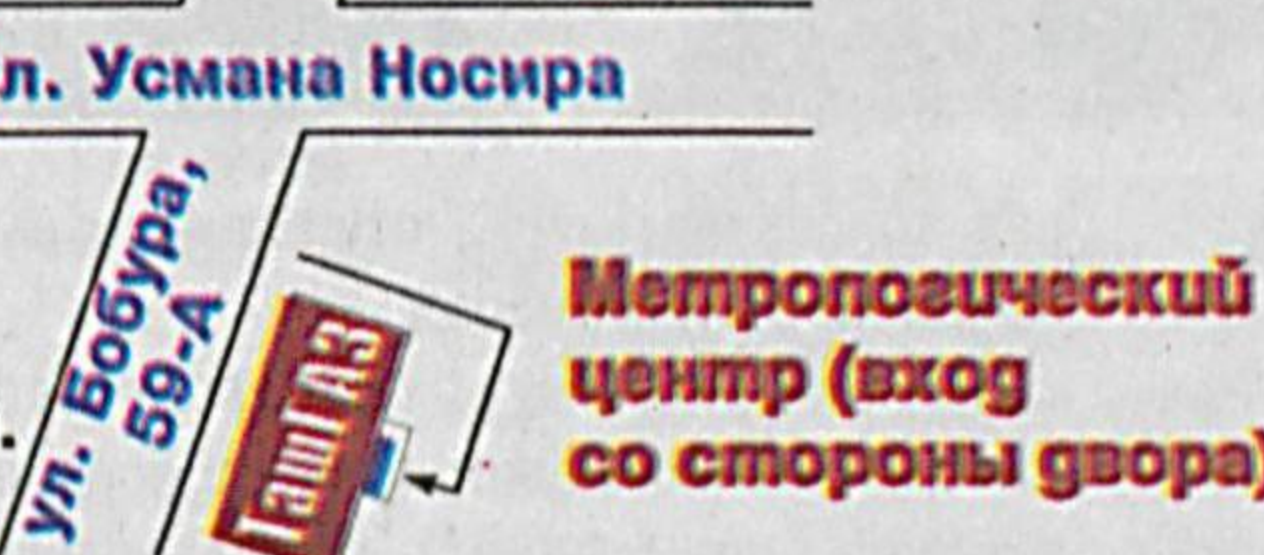 л. Усмана Носира
ул. Бобура,
59-А
ТашГАЗ
Метрологический
центр (вход
со стороны двора)